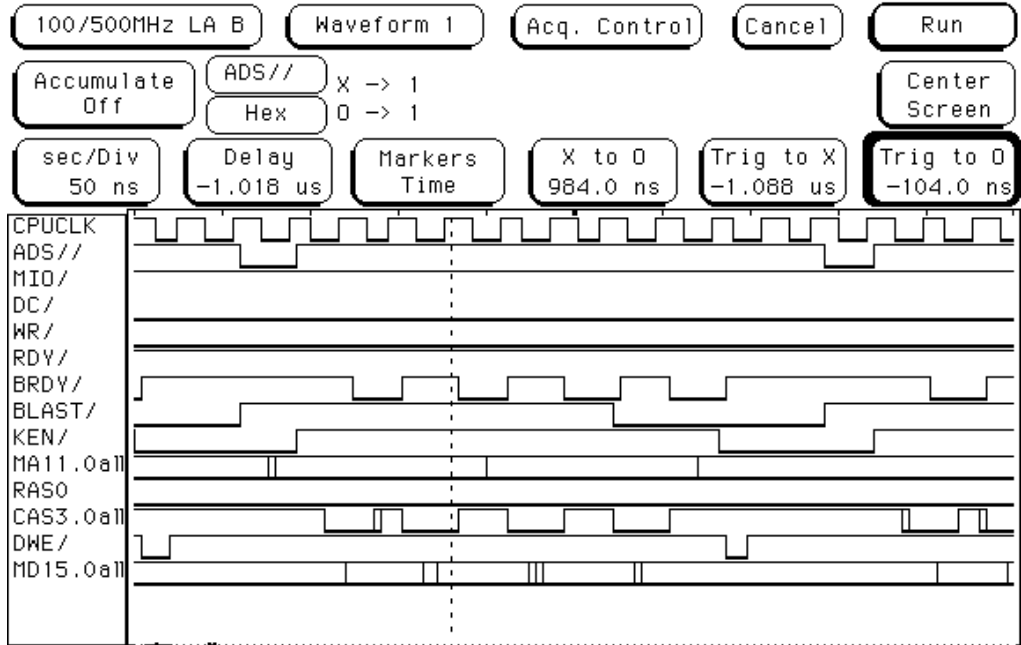 100/500MHz LA B Waveform 1 Acq. Control Cancel Run
Accumulate Off ADS// Hex X -> 1
O -> 1 Center Screen
sec/Div 50 ns Delay -1.018 us Markers Time X to O 984.0 ns Trig to X -1.088 us Trig to O -104.0 ns
CPUCLK
ADS//
MIO/
DC/
WR/
RDY/
BRDY/
BLAST/
KEN/
MA11.0all
RAS0
CAS3.0all
DWE/
MD15.0all